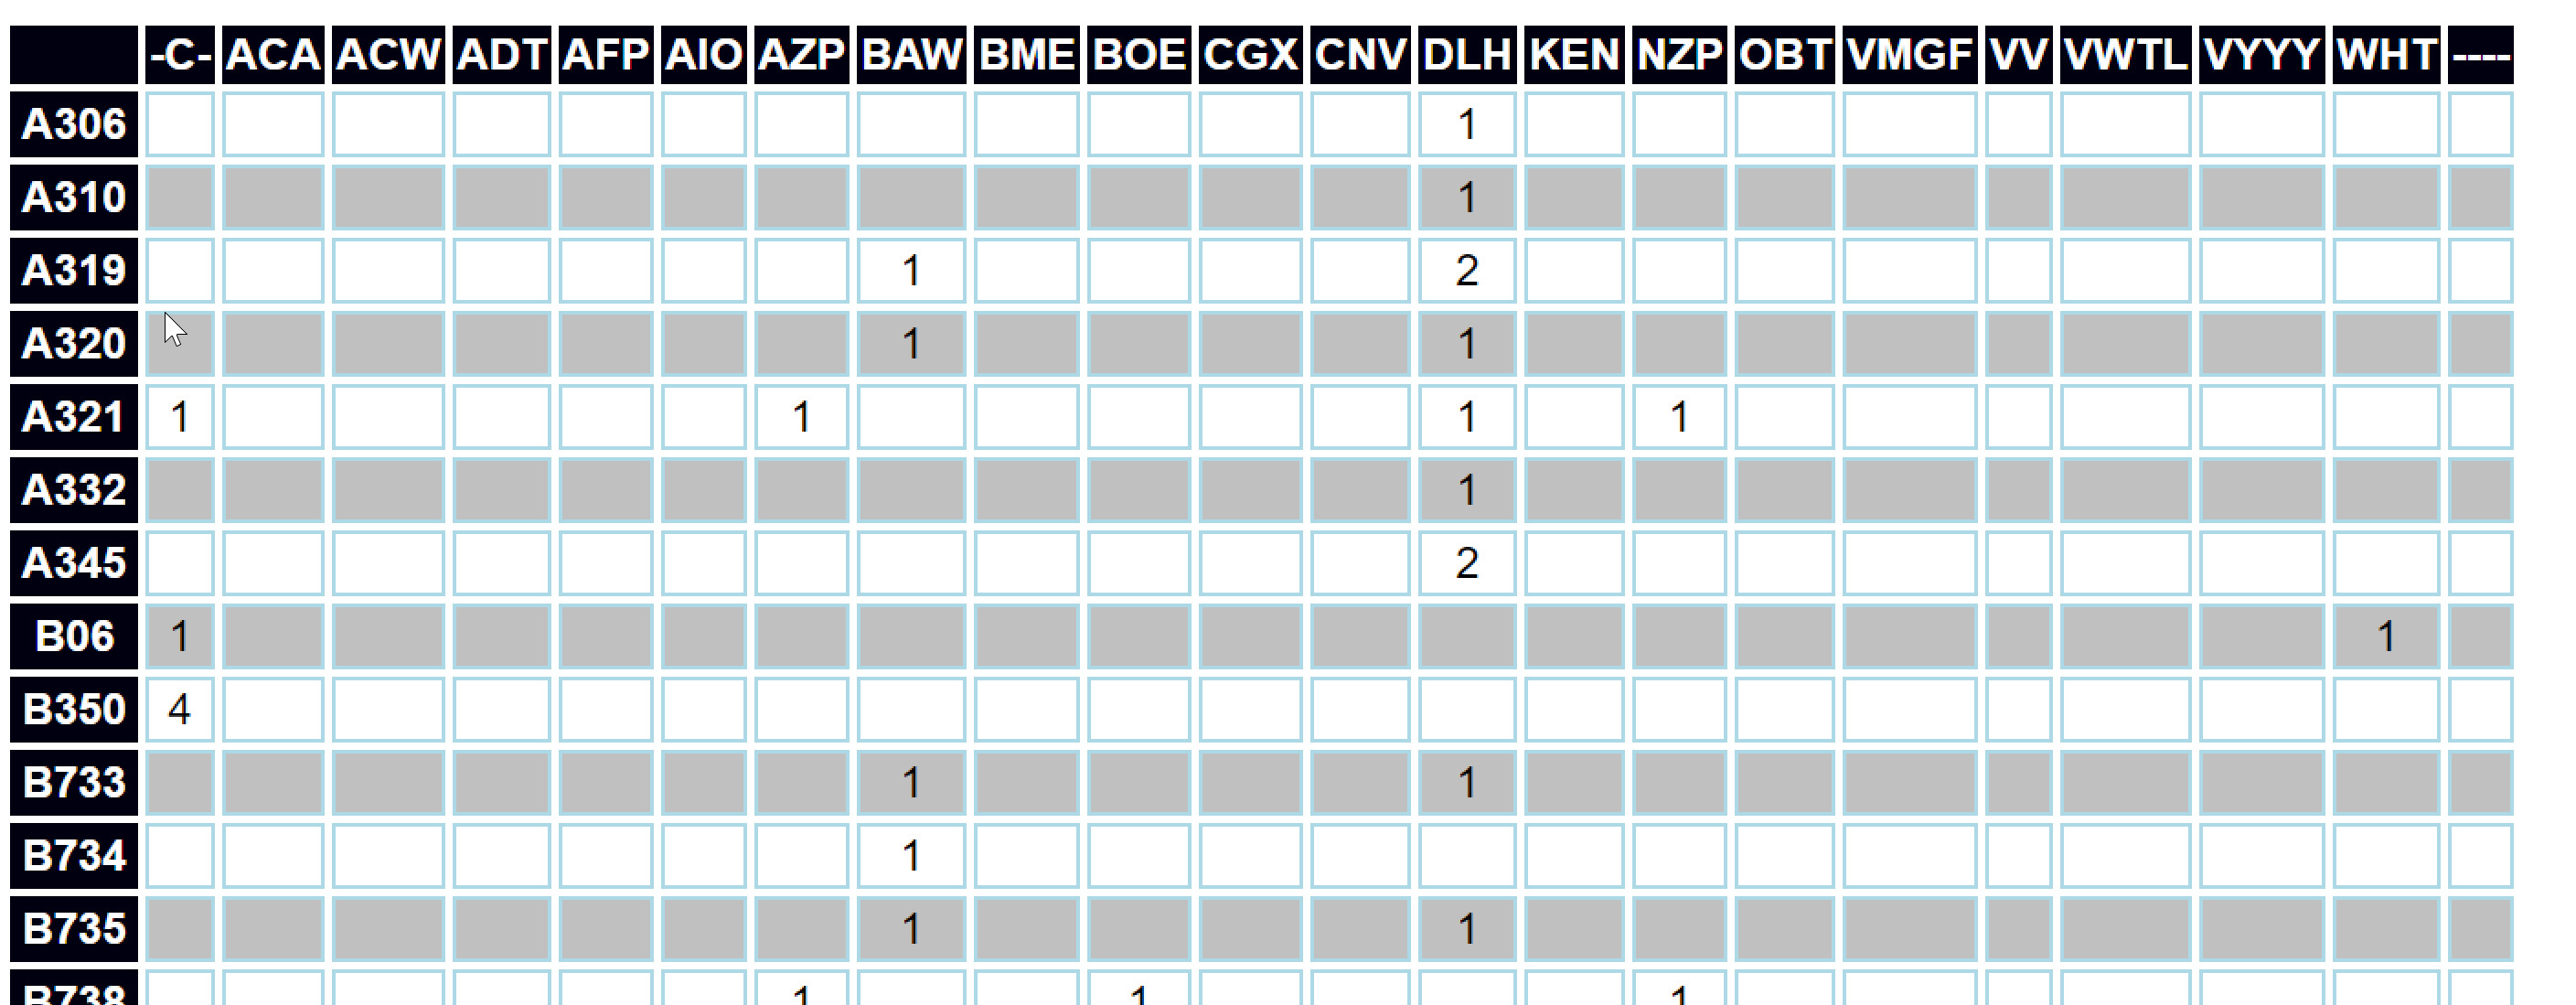 -C- ACA ACW ADT AFP AIO AZP BAW BME BOE CGX CNV DLH KEN NZP OBT VMGF VV VWTL VYYY WHT ----
A306 1
A310 1
A319 1 2
A320 1 1
A321 1 1 1 1
A332 1
A345 2
B06 1 1
B350 4
B733 1 1
B734 1
B735 1 1
B738 1 1 1